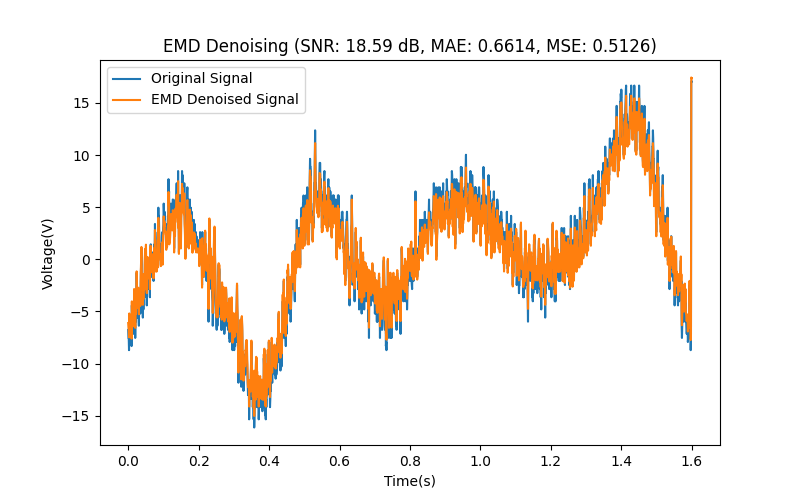 EMD Denoising (SNR: 18.59 dB, MAE: 0.6614, MSE: 0.5126)
Original Signal
EMD Denoised Signal
15
10
5
0
−5
−10
−15
Voltage(V)
0.0 0.2 0.4 0.6 0.8 1.0 1.2 1.4 1.6
Time(s)